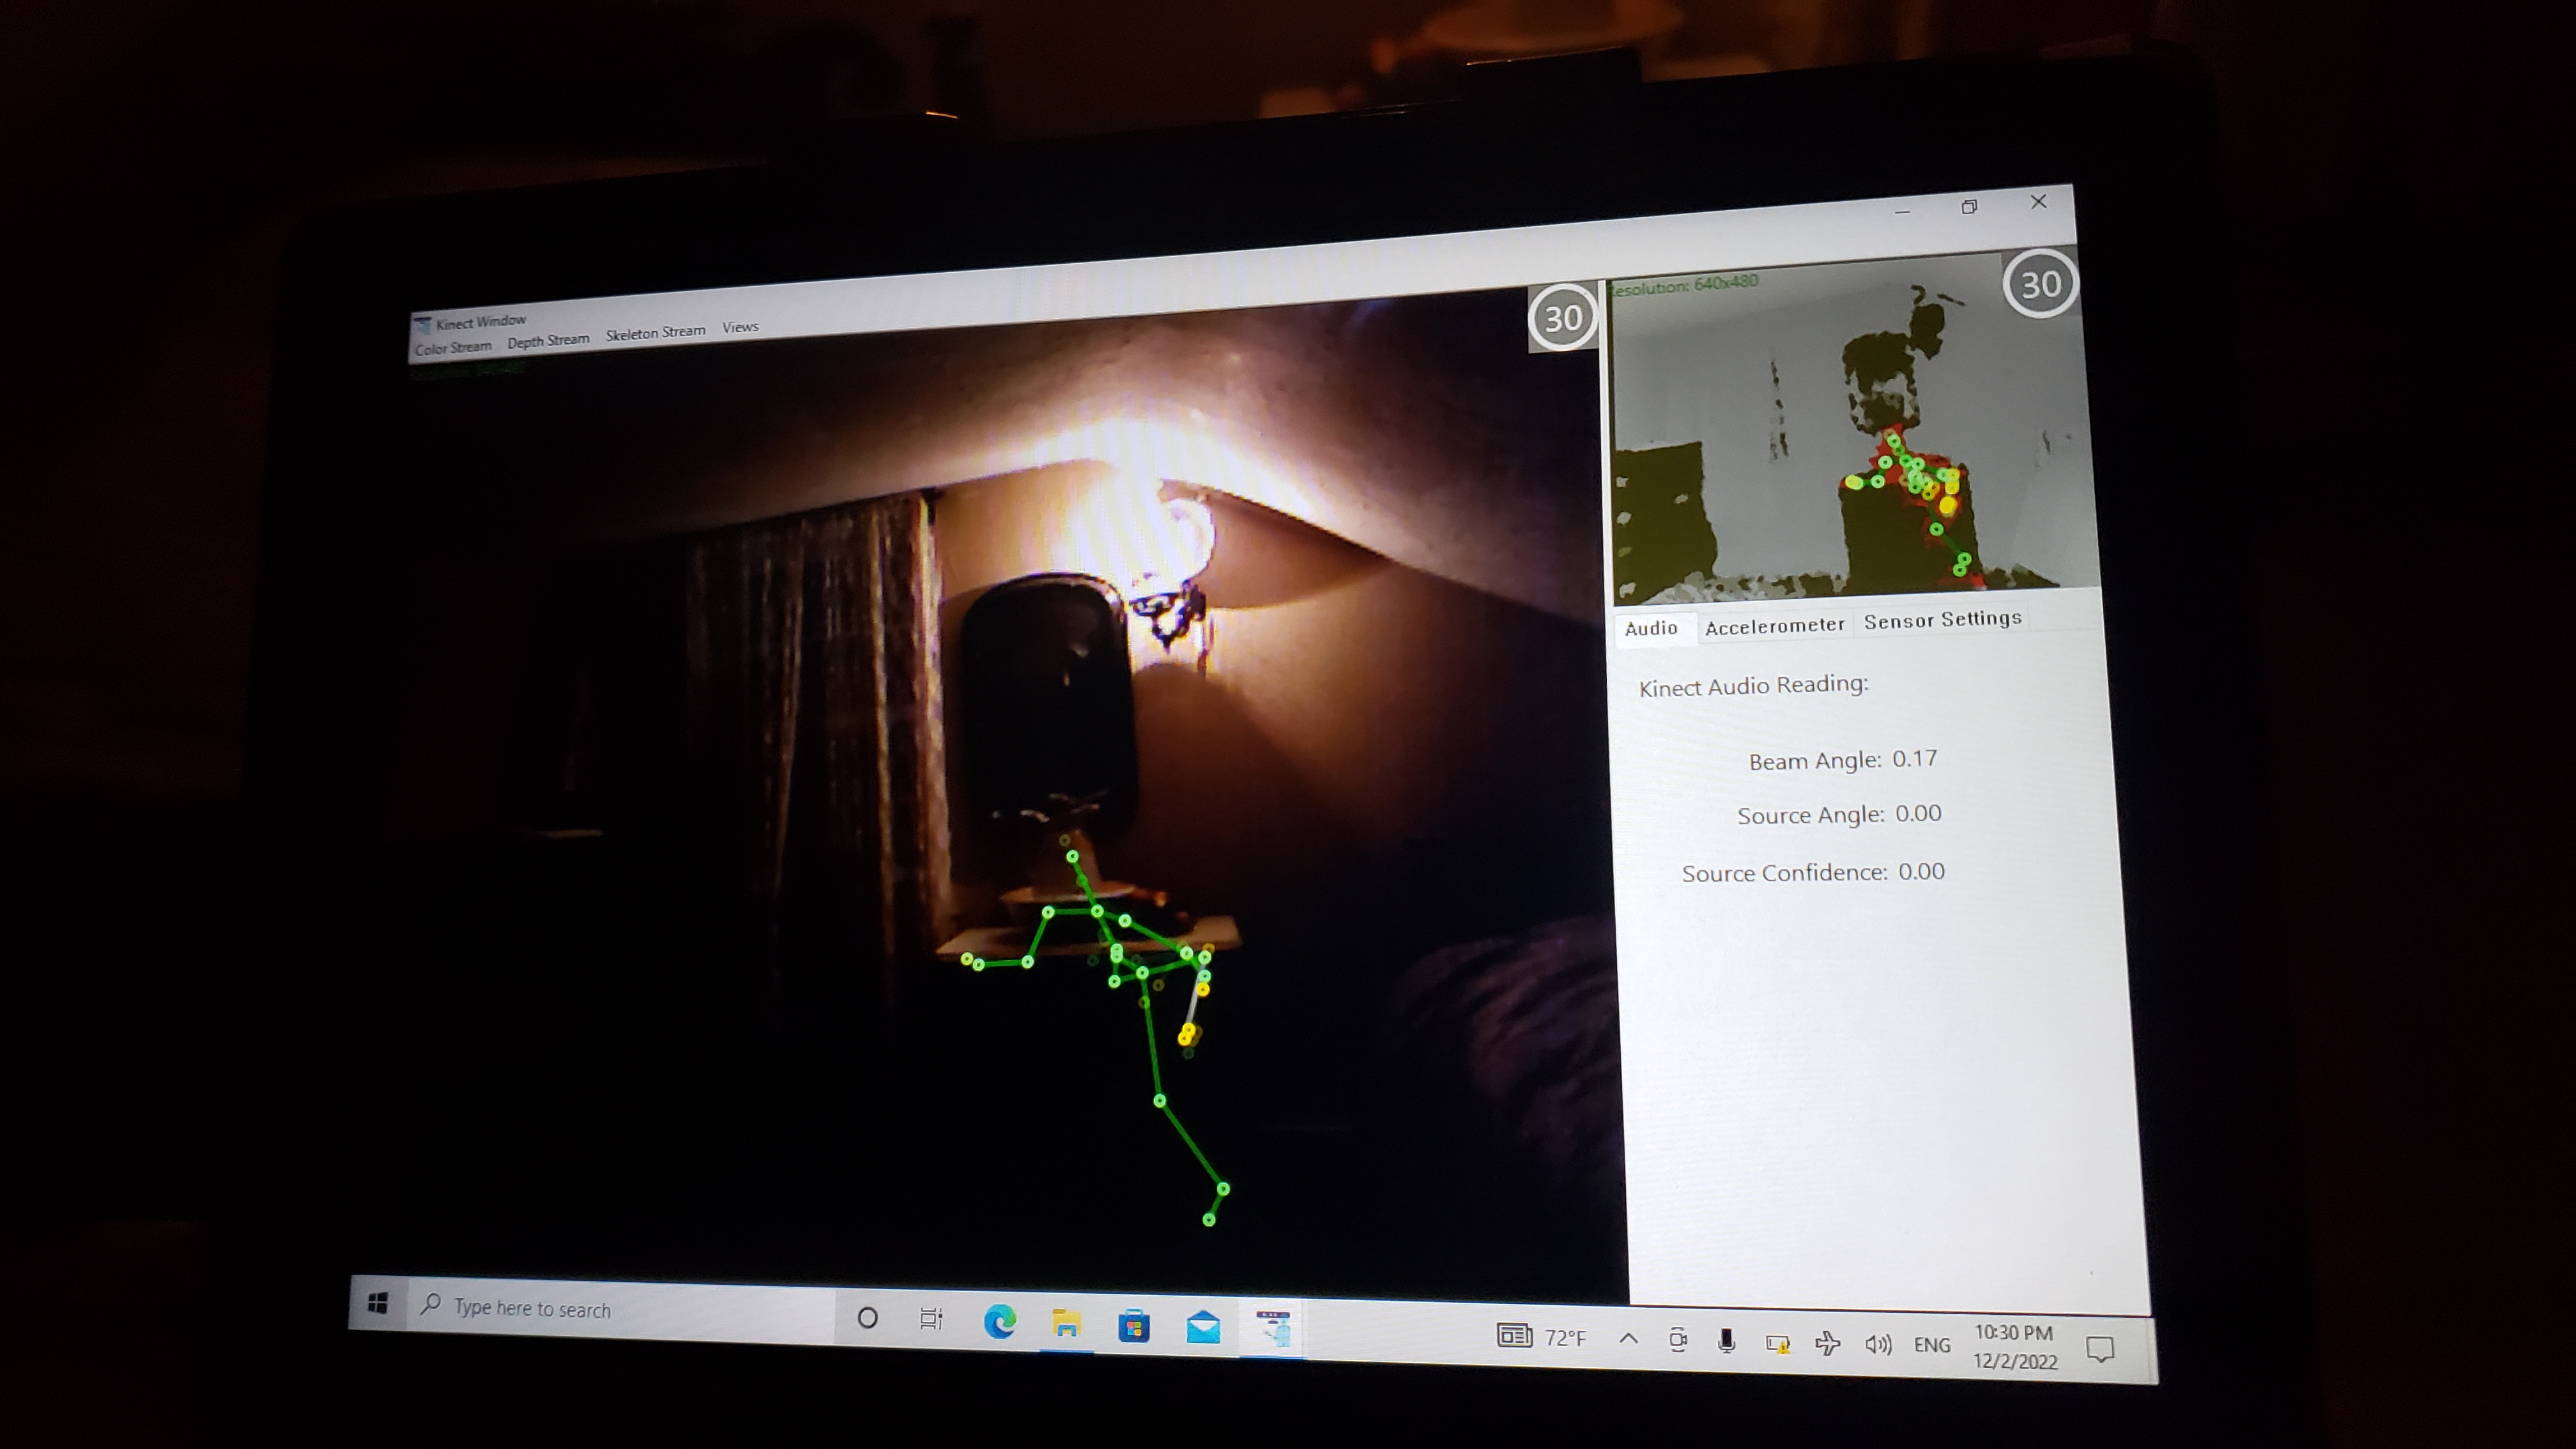 Kinect Window
Color Stream Depth Stream Skeleton Stream Views
30
Resolution: 640x480
30
Audio Accelerometer Sensor Settings
Kinect Audio Reading:
Beam Angle: 0.17
Source Angle: 0.00
Source Confidence: 0.00
Type here to search
72°F
ENG
10:30 PM
12/2/2022